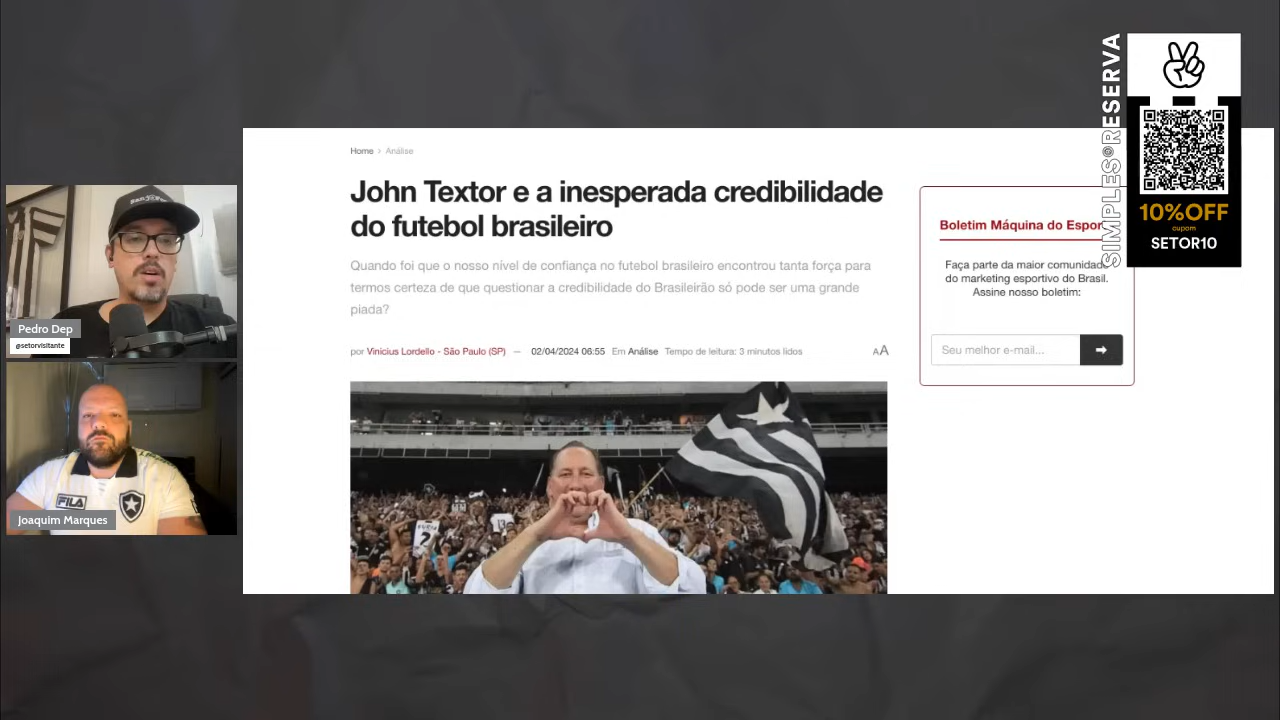 Home > Análise
John Textor e a inesperada credibilidade
do futebol brasileiro
Quando foi que o nosso nível de confiança no futebol brasileiro encontrou tanta força para
termos certeza de que questionar a credibilidade do Brasileirão só pode ser uma grande
piada?
por Vinicius Lordello - São Paulo (SP) — 02/04/2024 06:55 Em Análise Tempo de leitura: 3 minutos lidos
AA
Boletim Máquina do Espor
Faça parte da maior comunidade
do marketing esportivo do Brasil.
Assine nosso boletim:
Seu melhor e-mail...
SIMPLES®RESERVA
10%OFF
cupom
SETOR10
Pedro Dep
@setorvisitante
FILA
Joaquim Marques
2